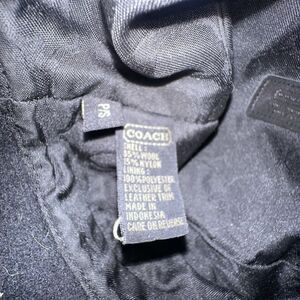 P/S
COACH
SHELL:
85% WOOL
15% NYLON
LINING:
100% POLYESTER
EXCLUSIVE OF
LEATHER TRIM
MADE IN
INDONESIA
CARE ON REVERSE